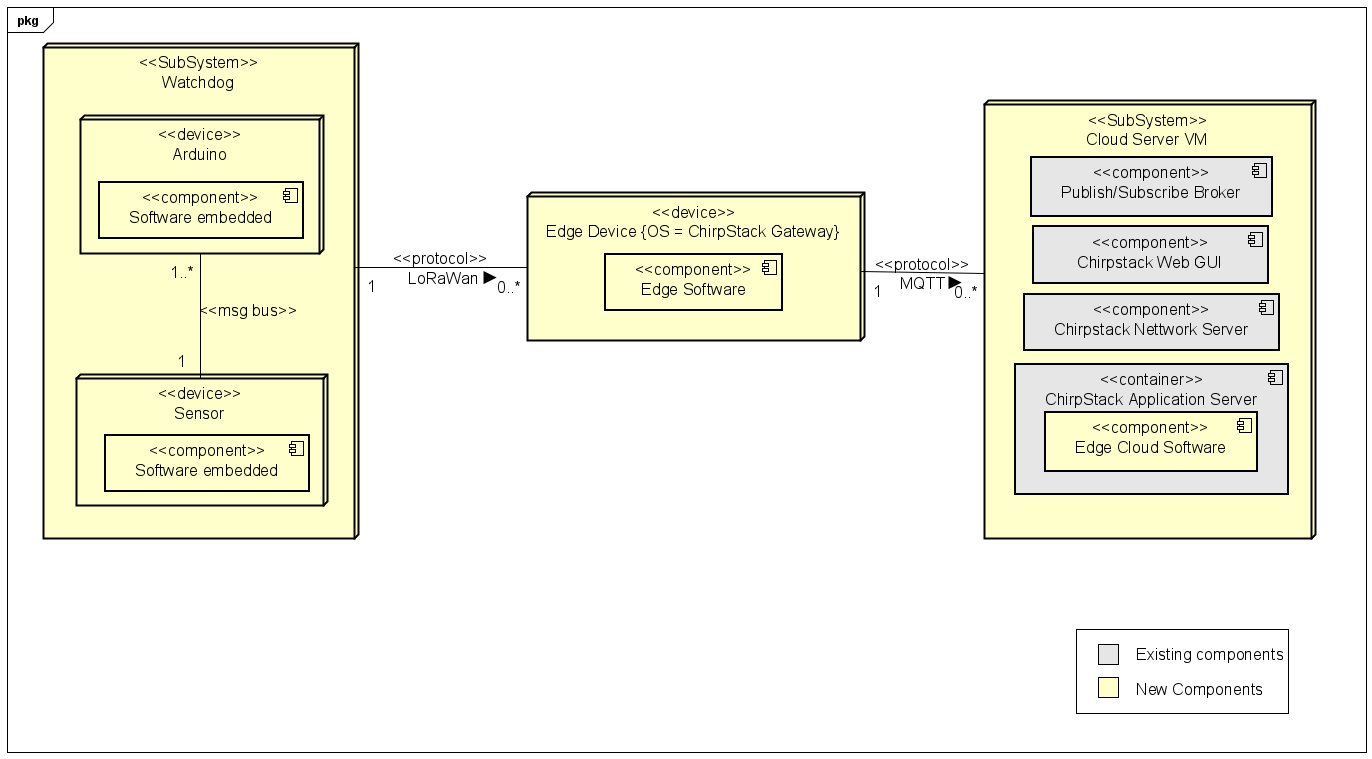 pkg
<<SubSystem>>
Watchdog
<<device>>
Arduino
<<component>>
Software embedded
1..*
<<msg bus>>
1
<<device>>
Sensor
<<component>>
Software embedded
<<protocol>>
LoRaWan
1
0..*
<<device>>
Edge Device {OS = ChirpStack Gateway}
<<component>>
Edge Software
<<protocol>>
MQTT
1
0..*
<<SubSystem>>
Cloud Server VM
<<component>>
Publish/Subscribe Broker
<<component>>
Chirpstack Web GUI
<<component>>
Chirpstack Nettwork Server
<<container>>
ChirpStack Application Server
<<component>>
Edge Cloud Software
Existing components
New Components